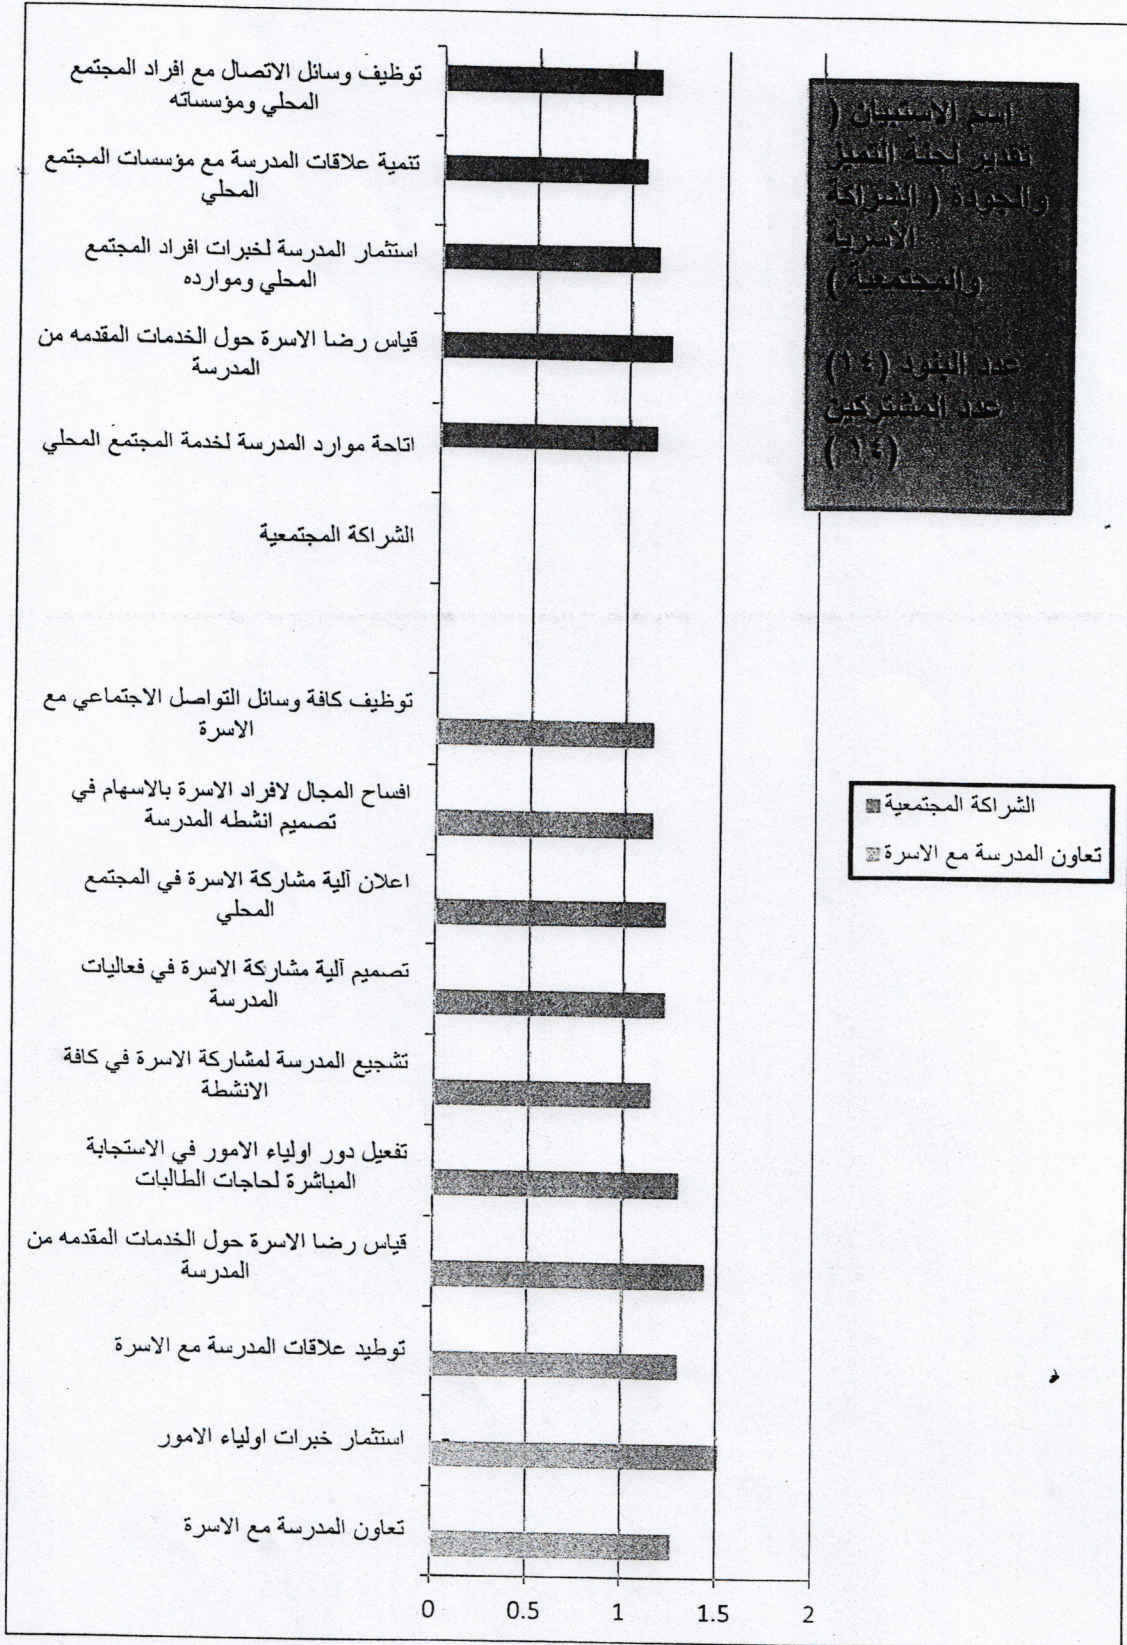 توظيف وسائل الاتصال مع افراد المجتمع
المحلي ومؤسساته
تنمية علاقات المدرسة مع مؤسسات المجتمع
المحلي
استثمار المدرسة لخبرات افراد المجتمع
المحلي وموارده
قياس رضا الاسرة حول الخدمات المقدمه من
المدرسة
اتاحة موارد المدرسة لخدمة المجتمع المحلي
الشراكة المجتمعية
توظيف كافة وسائل التواصل الاجتماعي مع
الاسرة
افساح المجال لافراد الاسرة بالاسهام في
تصميم انشطه المدرسة
اعلان آلية مشاركة الاسرة في المجتمع
المحلي
تصميم آلية مشاركة الاسرة في فعاليات
المدرسة
تشجيع المدرسة لمشاركة الاسرة في كافة
الانشطة
تفعيل دور اولياء الامور في الاستجابة
المباشرة لحاجات الطالبات
قياس رضا الاسرة حول الخدمات المقدمه من
المدرسة
توطيد علاقات المدرسة مع الاسرة
استثمار خبرات اولياء الامور
تعاون المدرسة مع الاسرة
0 0.5 1 1.5 2
اسم الاستبيان (
تقدير لجنة التميز
والجودة ( الشراكة
الأسرية
والمجتمعية )
عدد البنود (١٤)
عدد المشتركين
(١٤)
الشراكة المجتمعية
تعاون المدرسة مع الاسرة